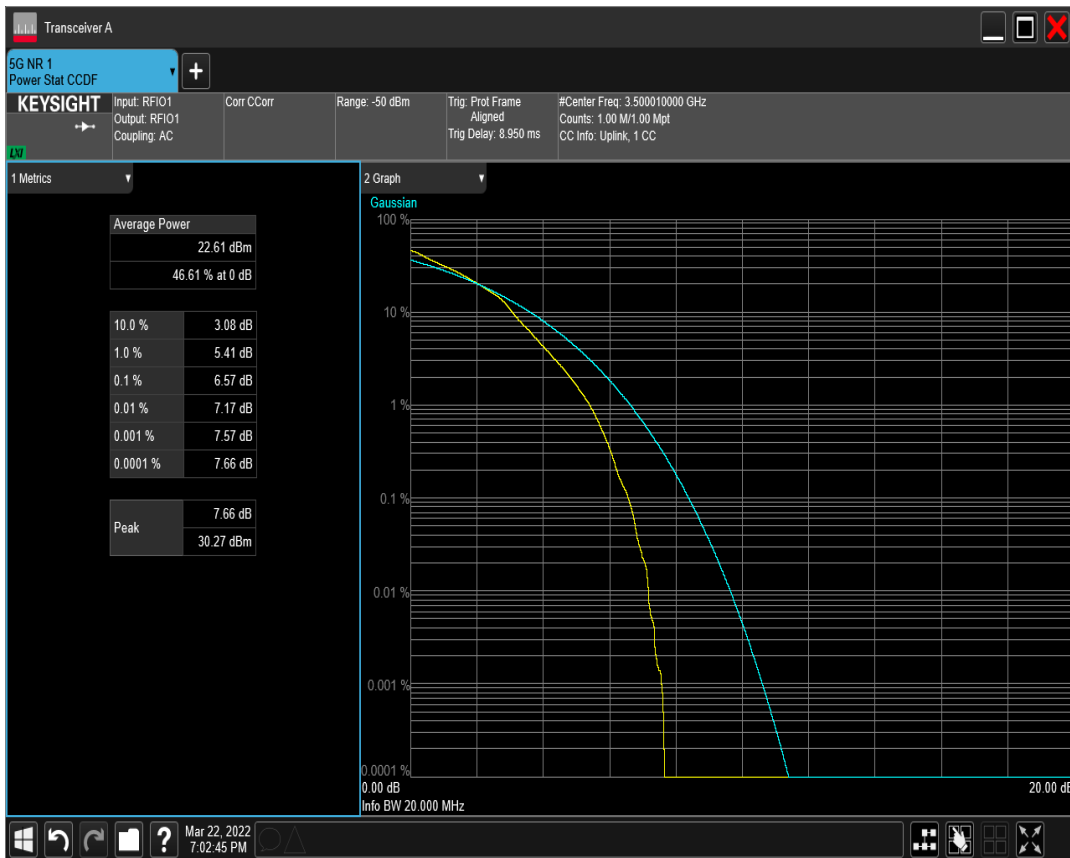 Transceiver A
5G NR 1
Power Stat CCDF
KEYSIGHT
LXI
Input: RFIO1
Output: RFIO1
Coupling: AC
Corr CCorr
Range: -50 dBm
Trig: Prot Frame
Aligned
Trig Delay: 8.950 ms
#Center Freq: 3.500010000 GHz
Counts: 1.00 M/1.00 Mpt
CC Info: Uplink, 1 CC
1 Metrics
Average Power
22.61 dBm
46.61 % at 0 dB
10.0 % 3.08 dB
1.0 % 5.41 dB
0.1 % 6.57 dB
0.01 % 7.17 dB
0.001 % 7.57 dB
0.0001 % 7.66 dB
Peak
7.66 dB
30.27 dBm
2 Graph
Gaussian
100 %
10 %
1 %
0.1 %
0.01 %
0.001 %
0.0001 %
0.00 dB
20.00 dB
Info BW 20.000 MHz
?
Mar 22, 2022
7:02:45 PM